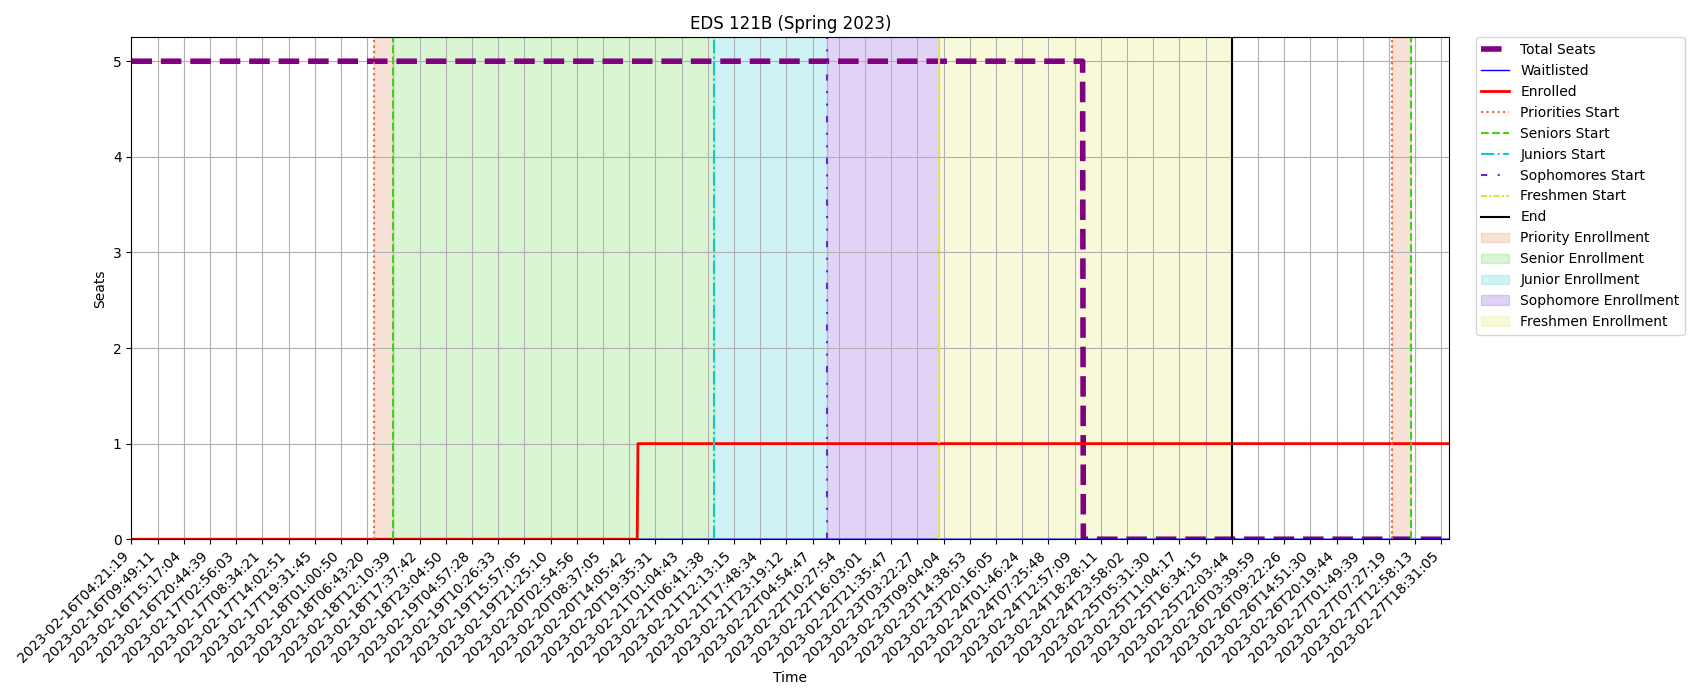 EDS 121B (Spring 2023)
Seats
5
4
3
2
1
0
2023-02-16T04:21:19
2023-02-16T09:49:11
2023-02-16T15:17:04
2023-02-16T20:44:39
2023-02-17T02:56:03
2023-02-17T08:34:21
2023-02-17T14:02:51
2023-02-17T19:31:45
2023-02-18T01:00:50
2023-02-18T06:43:20
2023-02-18T12:10:39
2023-02-18T17:37:42
2023-02-18T23:04:50
2023-02-19T04:57:28
2023-02-19T10:26:33
2023-02-19T15:57:05
2023-02-19T21:25:10
2023-02-20T02:54:56
2023-02-20T08:37:05
2023-02-20T14:05:42
2023-02-20T19:35:31
2023-02-21T01:04:43
2023-02-21T06:41:38
2023-02-21T12:13:15
2023-02-21T17:48:34
2023-02-21T23:19:12
2023-02-22T04:54:47
2023-02-22T10:27:54
2023-02-22T16:03:01
2023-02-22T21:35:47
2023-02-23T03:22:27
2023-02-23T09:04:04
2023-02-23T14:38:53
2023-02-23T20:16:05
2023-02-24T01:46:24
2023-02-24T07:25:48
2023-02-24T12:57:09
2023-02-24T18:28:11
2023-02-24T23:58:02
2023-02-25T05:31:30
2023-02-25T11:04:17
2023-02-25T16:34:15
2023-02-25T22:03:44
2023-02-26T03:39:59
2023-02-26T09:22:26
2023-02-26T14:51:30
2023-02-26T20:19:44
2023-02-27T01:49:39
2023-02-27T07:27:19
2023-02-27T12:58:13
2023-02-27T18:31:05
Time
Total Seats
Waitlisted
Enrolled
Priorities Start
Seniors Start
Juniors Start
Sophomores Start
Freshmen Start
End
Priority Enrollment
Senior Enrollment
Junior Enrollment
Sophomore Enrollment
Freshmen Enrollment